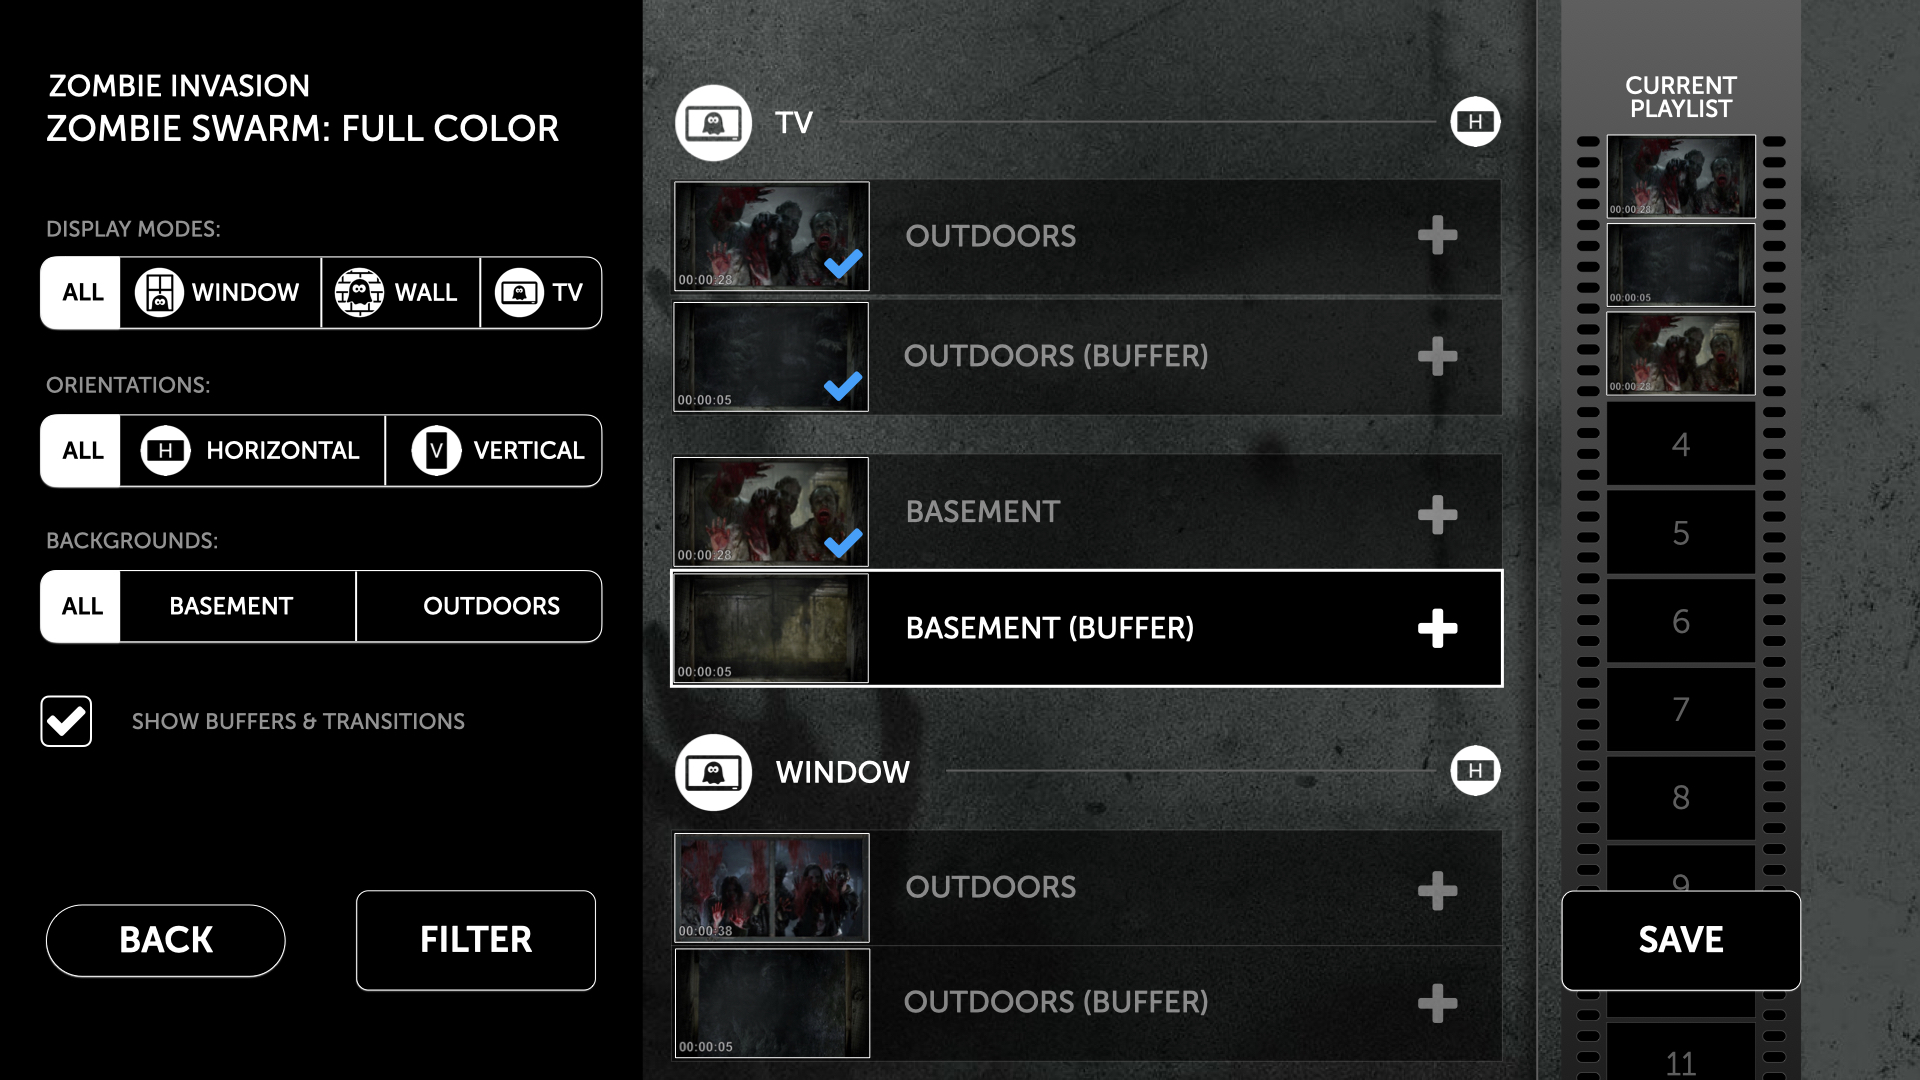 ZOMBIE INVASION
ZOMBIE SWARM: FULL COLOR
DISPLAY MODES:
ALL
WINDOW
WALL
TV
ORIENTATIONS:
ALL
H
HORIZONTAL
V
VERTICAL
BACKGROUNDS:
ALL
BASEMENT
OUTDOORS
SHOW BUFFERS & TRANSITIONS
BACK
FILTER
TV
H
OUTDOORS
00:00:28
OUTDOORS (BUFFER)
00:00:05
BASEMENT
00:00:28
BASEMENT (BUFFER)
00:00:05
WINDOW
H
OUTDOORS
00:00:38
OUTDOORS (BUFFER)
00:00:05
CURRENT
PLAYLIST
00:00:28
00:00:05
00:00:28
4
5
6
7
8
9
SAVE
11